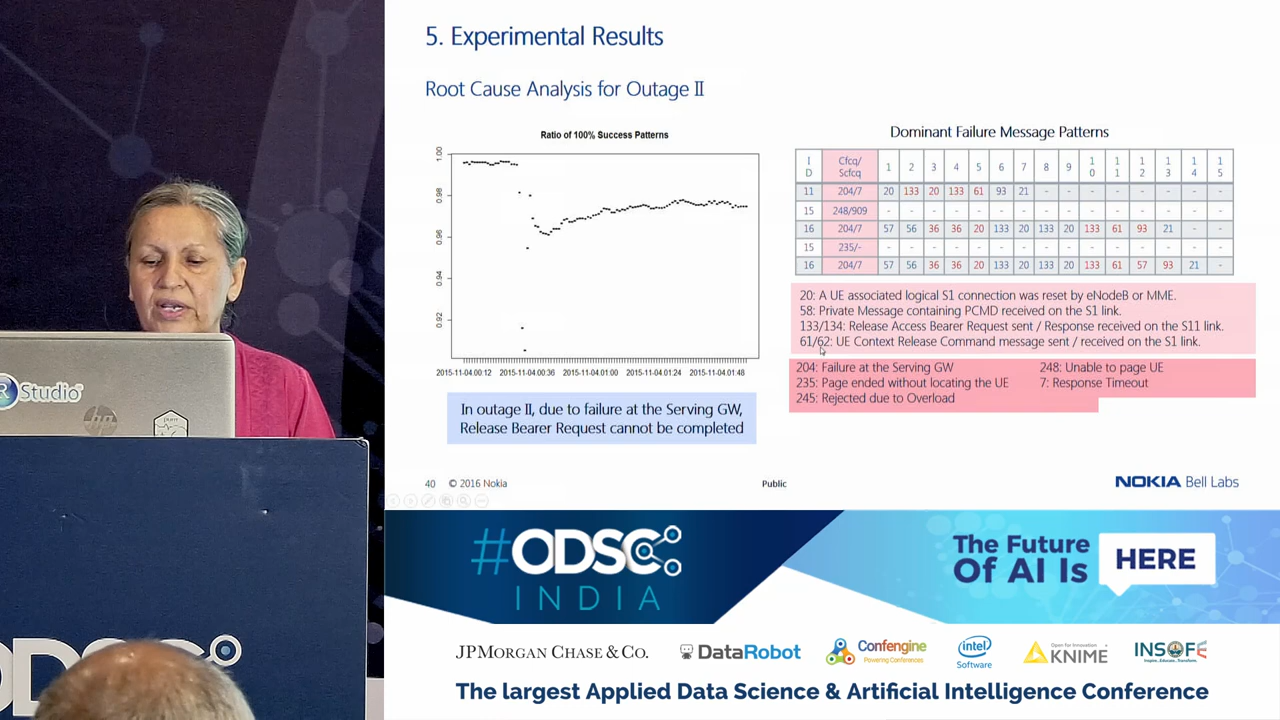 5. Experimental Results
Root Cause Analysis for Outage II
Ratio of 100% Success Patterns
1.00
0.98
0.96
0.94
0.92
2015-11-04.00:12 2015-11-04.00:36 2015-11-04.01:00 2015-11-04.01:24 2015-11-04.01:48
In outage II, due to failure at the Serving GW,
Release Bearer Request cannot be completed
Dominant Failure Message Patterns
ID Cfcq/Scfcq 1 2 3 4 5 6 7 8 9 10 11 12 13 14 15
11 204/7 20 133 20 133 61 93 21 - - - - - - - -
15 248/909 - - - - - - - - - - - - - - -
16 204/7 57 56 36 36 20 133 20 133 20 133 61 93 21 - -
15 235/- - - - - - - - - - - - - - - -
16 204/7 57 56 36 36 20 133 20 133 20 133 61 57 93 21 -
20: A UE associated logical S1 connection was reset by eNodeB or MME.
58: Private Message containing PCMD received on the S1 link.
133/134: Release Access Bearer Request sent / Response received on the S11 link.
61/62: UE Context Release Command message sent / received on the S1 link.
204: Failure at the Serving GW 248: Unable to page UE
235: Page ended without locating the UE 7: Response Timeout
245: Rejected due to Overload
40 © 2016 Nokia Public NOKIA Bell Labs
R Studio
hp
ODSC
#ODSC
INDIA
The Future
Of AI Is
HERE
JPMORGAN CHASE & CO.
DataRobot
Confengine
Powering Conferences
intel
Software
Open for Innovation
KNIME
INSOFE
Inspire...Educate...Transform.
The largest Applied Data Science & Artificial Intelligence Conference